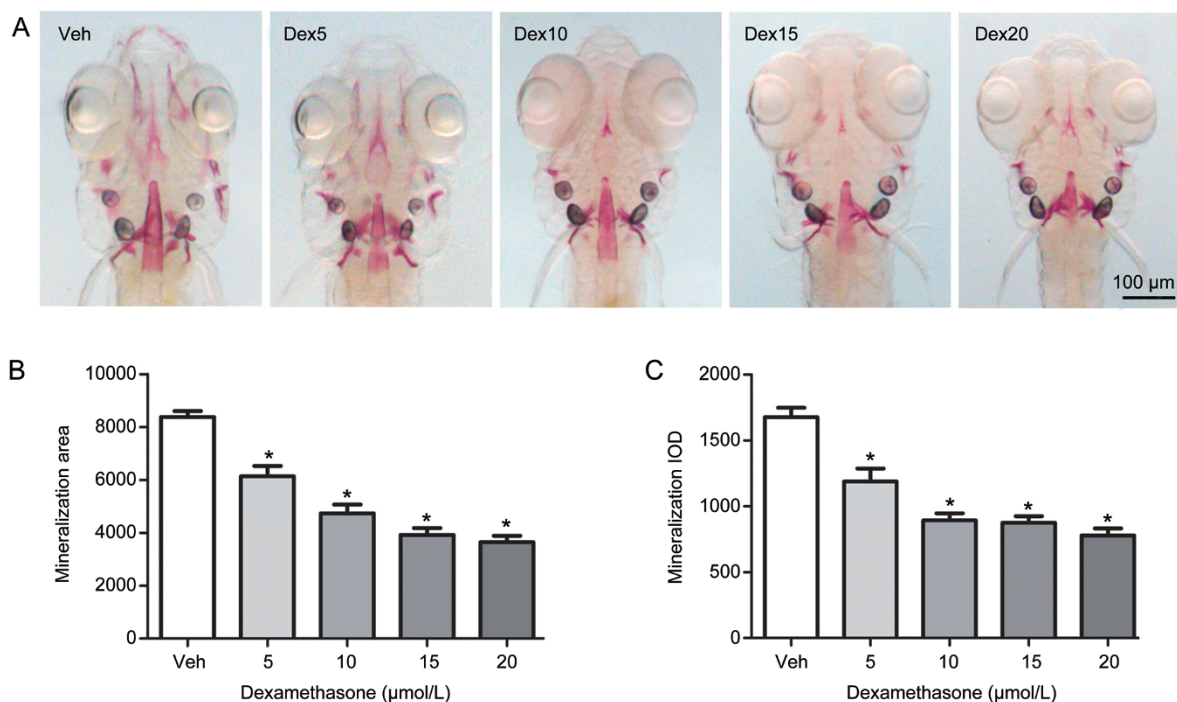 A
Veh
Dex5
Dex10
Dex15
Dex20
100 µm
B
Mineralization area
10000
8000
6000
4000
2000
0
*
*
*
*
Veh
5
10
15
20
Dexamethasone (µmol/L)
C
Mineralization IOD
2000
1500
1000
500
0
*
*
*
*
Veh
5
10
15
20
Dexamethasone (µmol/L)